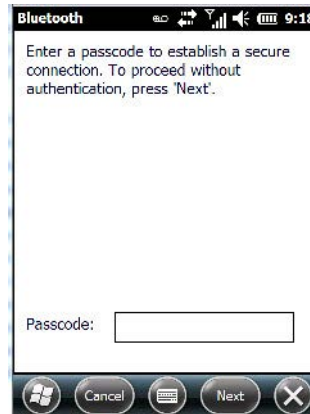 Bluetooth 9:18
Enter a passcode to establish a secure
connection. To proceed without
authentication, press 'Next'.
Passcode:
Cancel Next